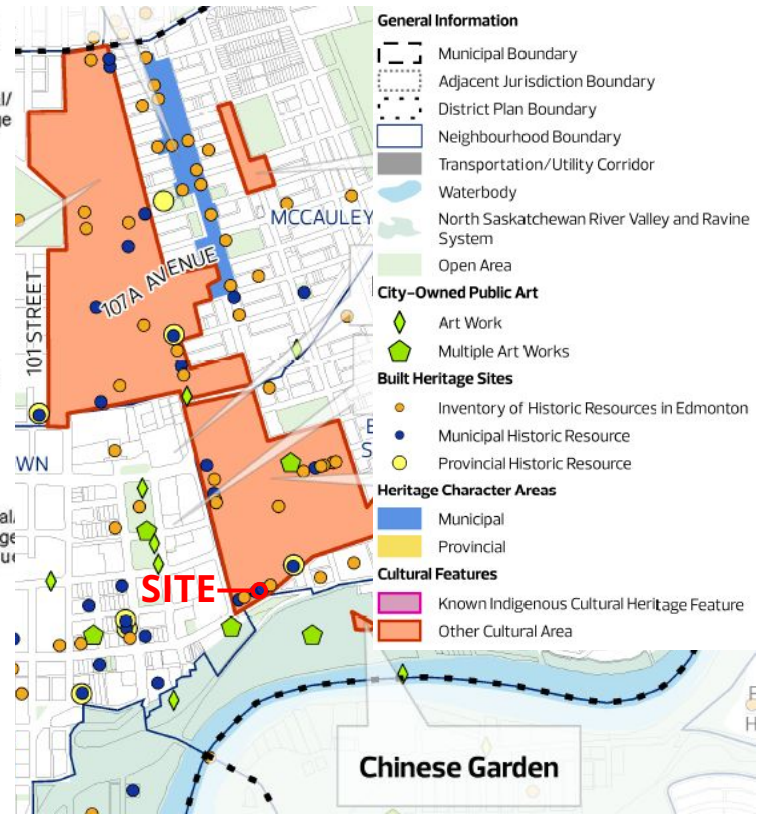 General Information
Municipal Boundary
Adjacent Jurisdiction Boundary
District Plan Boundary
Neighbourhood Boundary
Transportation/Utility Corridor
Waterbody
North Saskatchewan River Valley and Ravine
System
Open Area
City-Owned Public Art
Art Work
Multiple Art Works
Built Heritage Sites
Inventory of Historic Resources in Edmonton
Municipal Historic Resource
Provincial Historic Resource
Heritage Character Areas
Municipal
Provincial
Cultural Features
Known Indigenous Cultural Heritage Feature
Other Cultural Area
MCCAULEY
107A AVENUE
101 STREET
WN
SITE
Chinese Garden